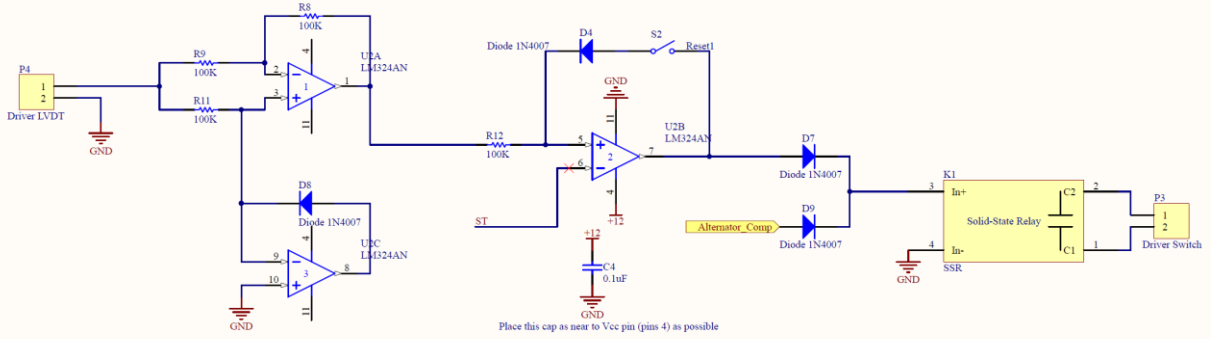 R8
100K
P4
1
2
Driver LVDT
GND
R9
100K
R11
100K
2
3
4
1
11
1
U2A
LM324AN
D8
Diode 1N4007
4
U2C
LM324AN
9
10
3
8
11
GND
R12
100K
Diode 1N4007
D4
S2
Reset1
GND
11
U2B
LM324AN
5
6
2
7
4
+12
ST
+12
C4
0.1uF
GND
Place this cap as near to Vcc pin (pins 4) as possible
D7
Diode 1N4007
D9
Diode 1N4007
Alternator_Comp
K1
3
In+
C2
2
Solid-State Relay
4
In-
C1
1
SSR
GND
P3
1
2
Driver Switch